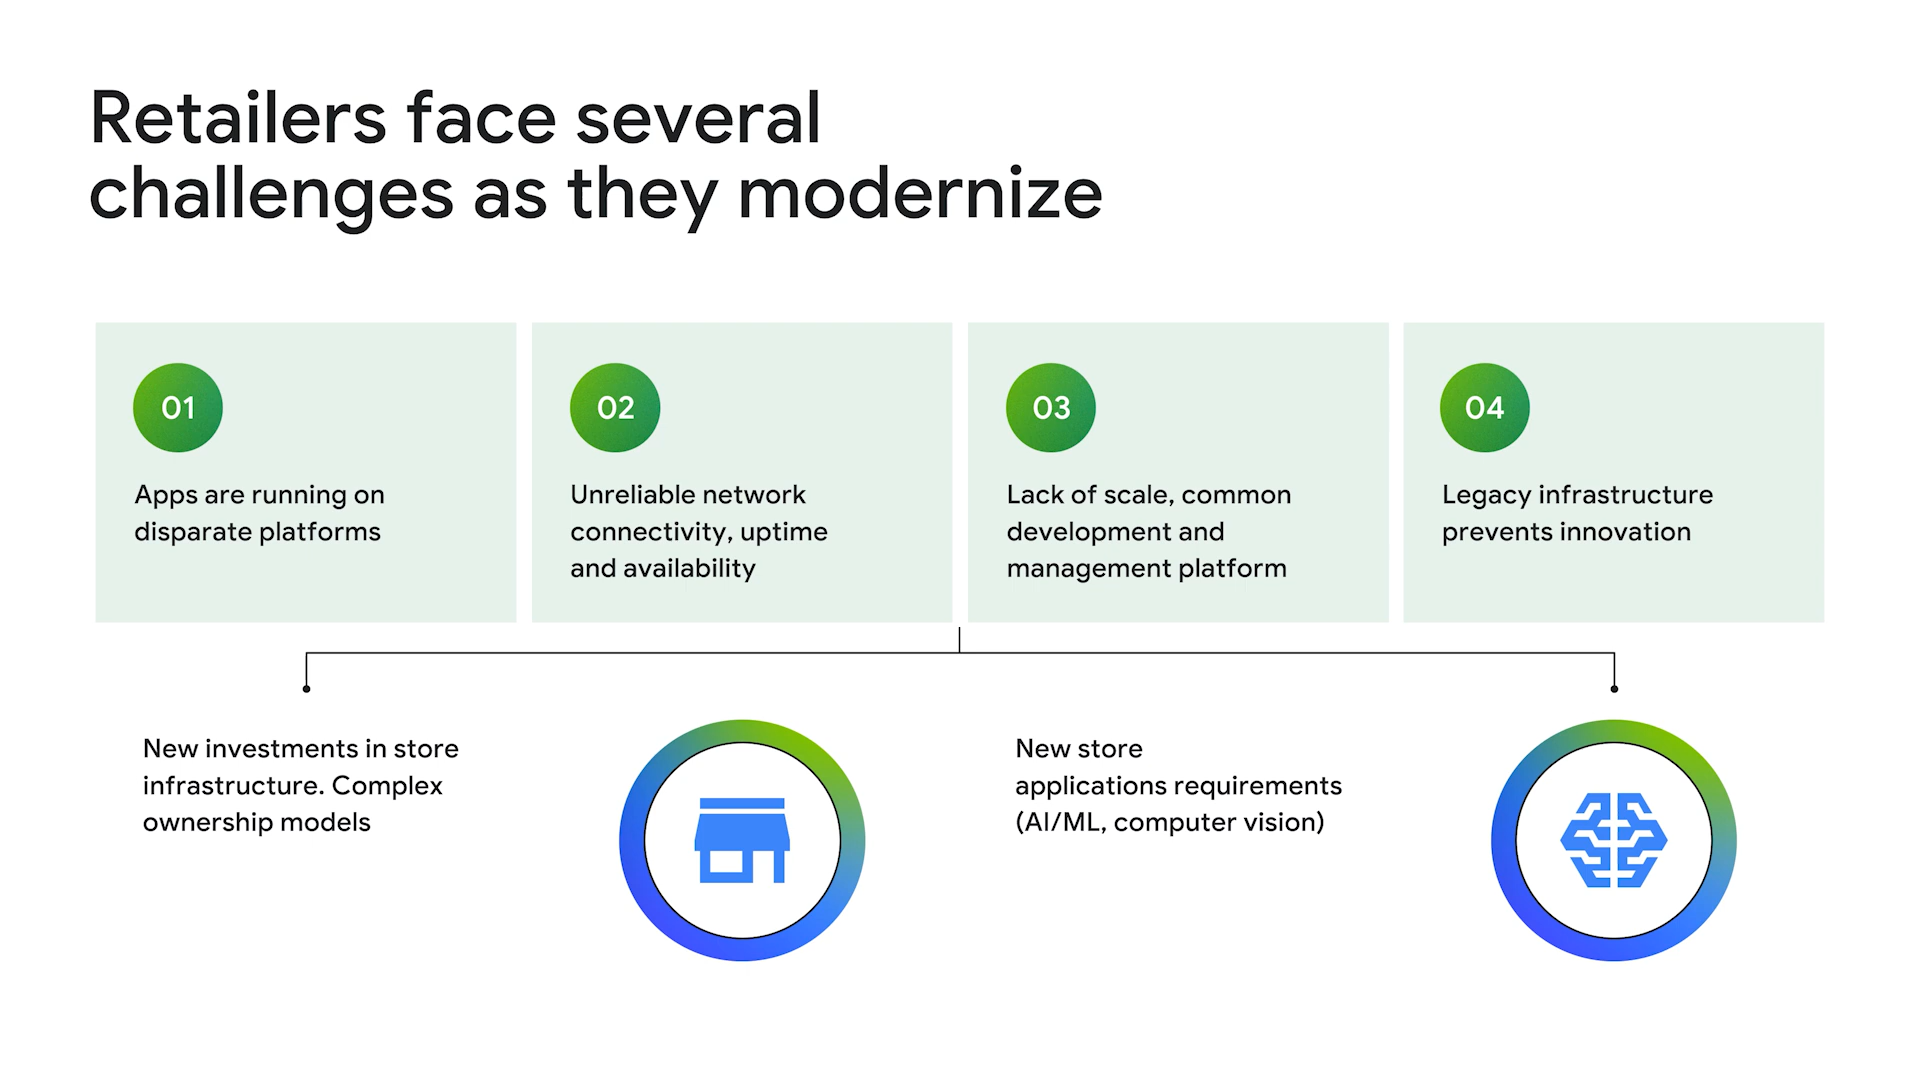 Retailers face several
challenges as they modernize
01
Apps are running on
disparate platforms
02
Unreliable network
connectivity, uptime
and availability
03
Lack of scale, common
development and
management platform
04
Legacy infrastructure
prevents innovation
New investments in store
infrastructure. Complex
ownership models
New store
applications requirements
(AI/ML, computer vision)